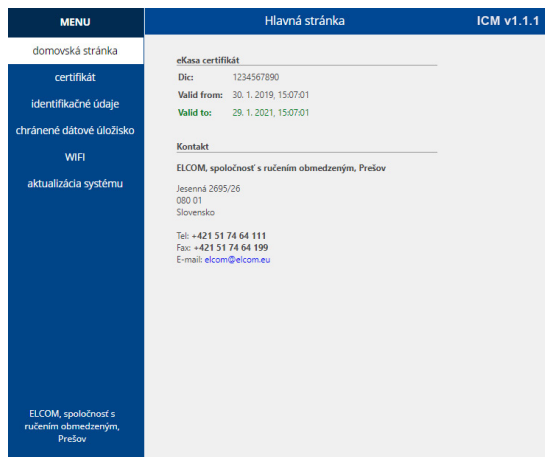 MENU
Hlavná stránka
ICM v1.1.1
domovská stránka
certifikát
identifikačné údaje
chránené dátové úložisko
WIFI
aktualizácia systému
ELCOM, spoločnosť s
ručením obmedzeným,
Prešov
eKasa certifikát
Dic: 1234567890
Valid from: 30. 1. 2019, 15:07:01
Valid to: 29. 1. 2021, 15:07:01
Kontakt
ELCOM, spoločnosť s ručením obmedzeným, Prešov
Jesenná 2695/26
080 01
Slovensko
Tel: +421 51 74 64 111
Fax: +421 51 74 64 199
E-mail: elcom@elcom.eu